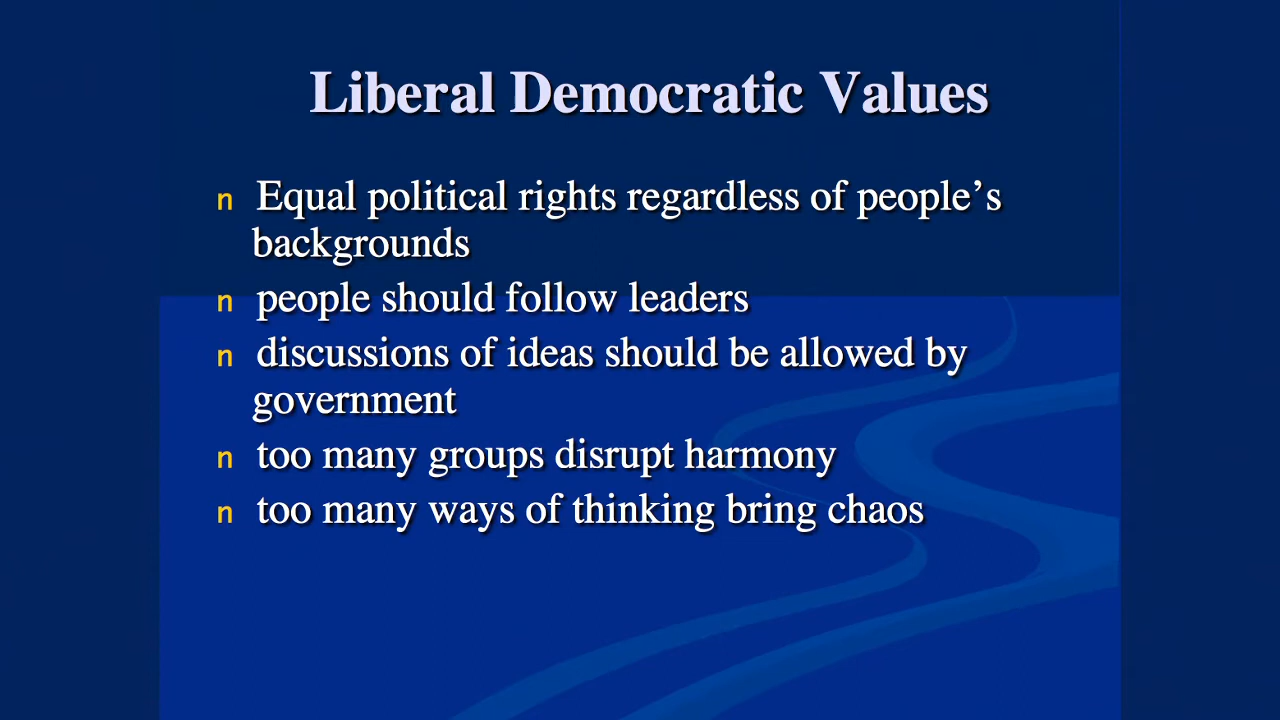 Liberal Democratic Values
n Equal political rights regardless of people’s
backgrounds
n people should follow leaders
n discussions of ideas should be allowed by
government
n too many groups disrupt harmony
n too many ways of thinking bring chaos